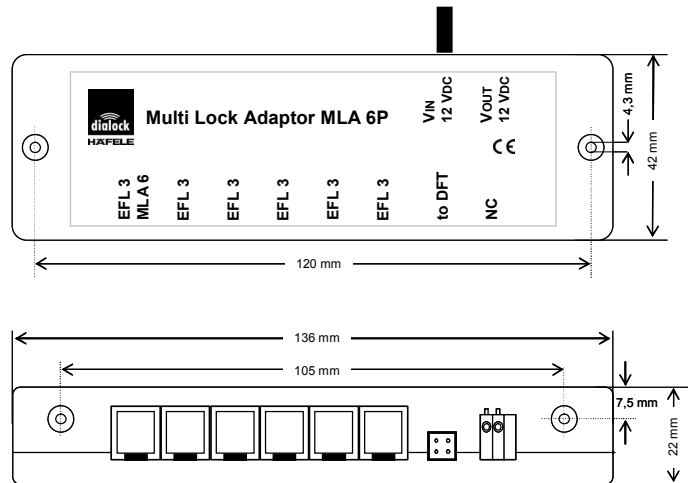 dialock
HÄFELE
Multi Lock Adaptor MLA 6P
VIN
12 VDC
VOUT
12 VDC
CE
4,3 mm
42 mm
EFL 3
MLA 6
EFL 3
EFL 3
EFL 3
EFL 3
EFL 3
to DFT
NC
120 mm
136 mm
105 mm
7,5 mm
22 mm